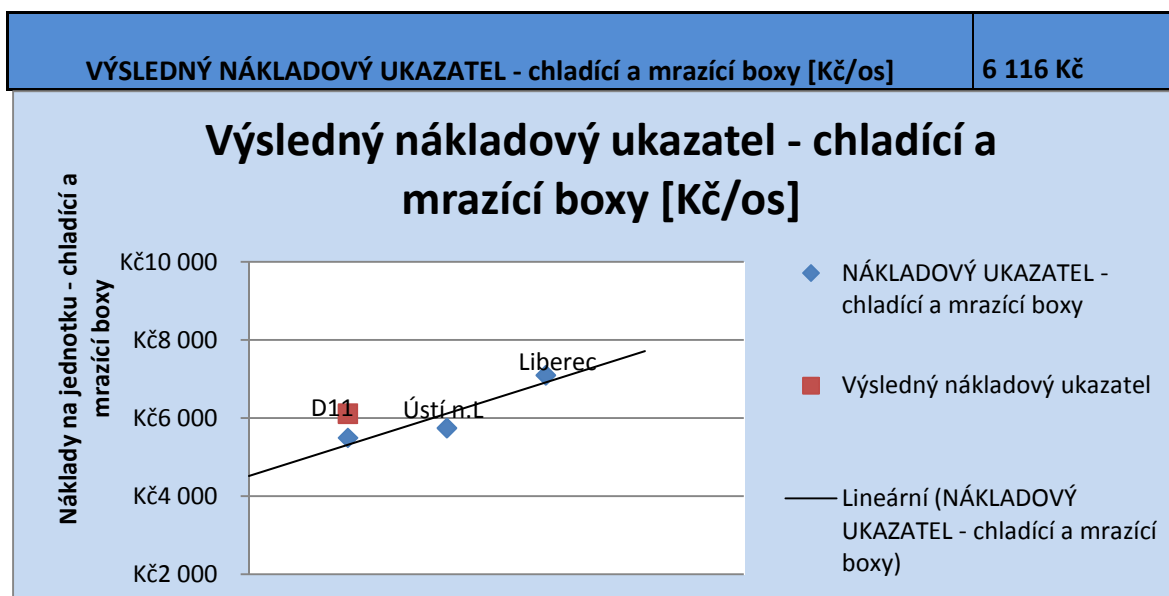 VÝSLEDNÝ NÁKLADOVÝ UKAZATEL - chladící a mrazící boxy [Kč/os] 6 116 Kč
Výsledný nákladový ukazatel - chladící a
mrazící boxy [Kč/os]
Náklady na jednotku - chladící a
mrazící boxy
Kč10 000
Kč8 000
Kč6 000
Kč4 000
Kč2 000
D11
Ústí n.L
Liberec
NÁKLADOVÝ UKAZATEL -
chladící a mrazící boxy
Výsledný nákladový ukazatel
Lineární (NÁKLADOVÝ
UKAZATEL - chladící a mrazící
boxy)